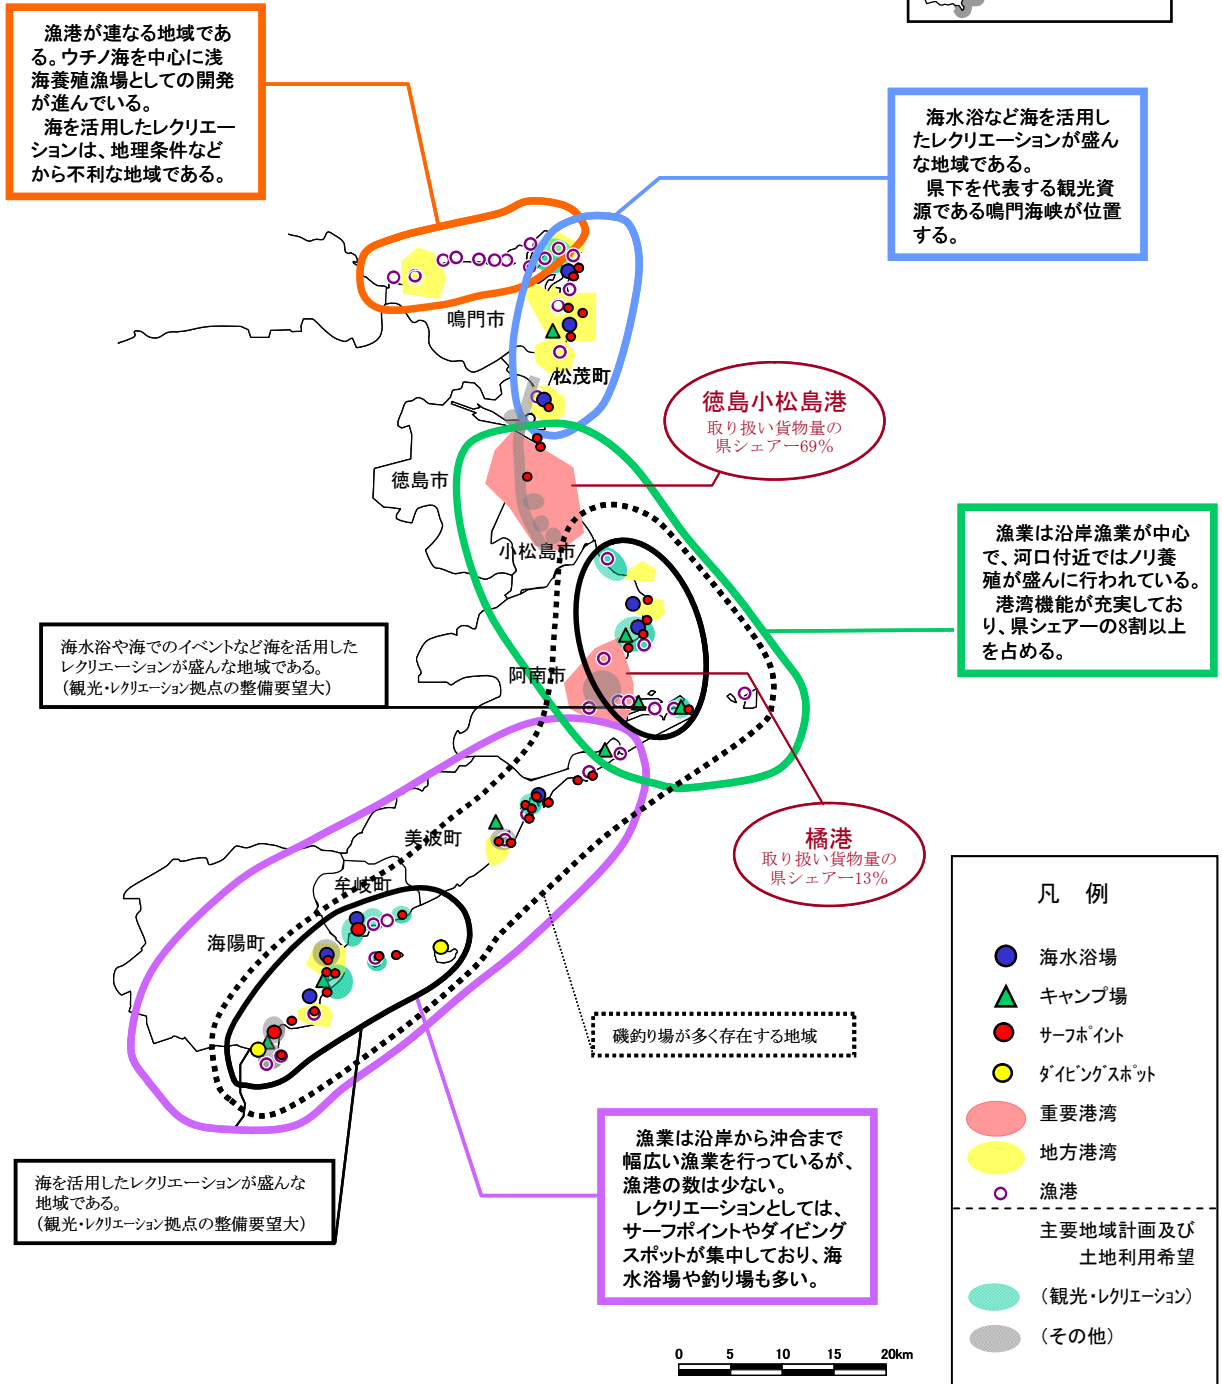 漁港が連なる地域であ
る。ウチノ海を中心に浅
海養殖漁場としての開発
が進んでいる。
海を活用したレクリエー
ションは、地理条件など
から不利な地域である。
海水浴など海を活用し
たレクリエーションが盛ん
な地域である。
県下を代表する観光資
源である鳴門海峡が位置
する。
鳴門市
松茂町
徳島小松島港
取り扱い貨物量の
県シェアー69%
徳島市
小松島市
漁業は沿岸漁業が中心
で、河口付近ではノリ養
殖が盛んに行われている。
港湾機能が充実してお
り、県シェアーの8割以上
を占める。
海水浴や海でのイベントなど海を活用した
レクリエーションが盛んな地域である。
(観光・レクリエーション拠点の整備要望大)
阿南市
美波町
橘港
取り扱い貨物量の
県シェアー13%
牟岐町
海陽町
磯釣り場が多く存在する地域
海を活用したレクリエーションが盛んな
地域である。
(観光・レクリエーション拠点の整備要望大)
漁業は沿岸から沖合まで
幅広い漁業を行っているが、
漁港の数は少ない。
レクリエーションとしては、
サーフポイントやダイビング
スポットが集中しており、海
水浴場や釣り場も多い。
凡 例
海水浴場
キャンプ場
サーフポイント
ダイビングスポット
重要港湾
地方港湾
漁港
主要地域計画及び
土地利用希望
(観光・レクリエーション)
(その他)
0 5 10 15 20km